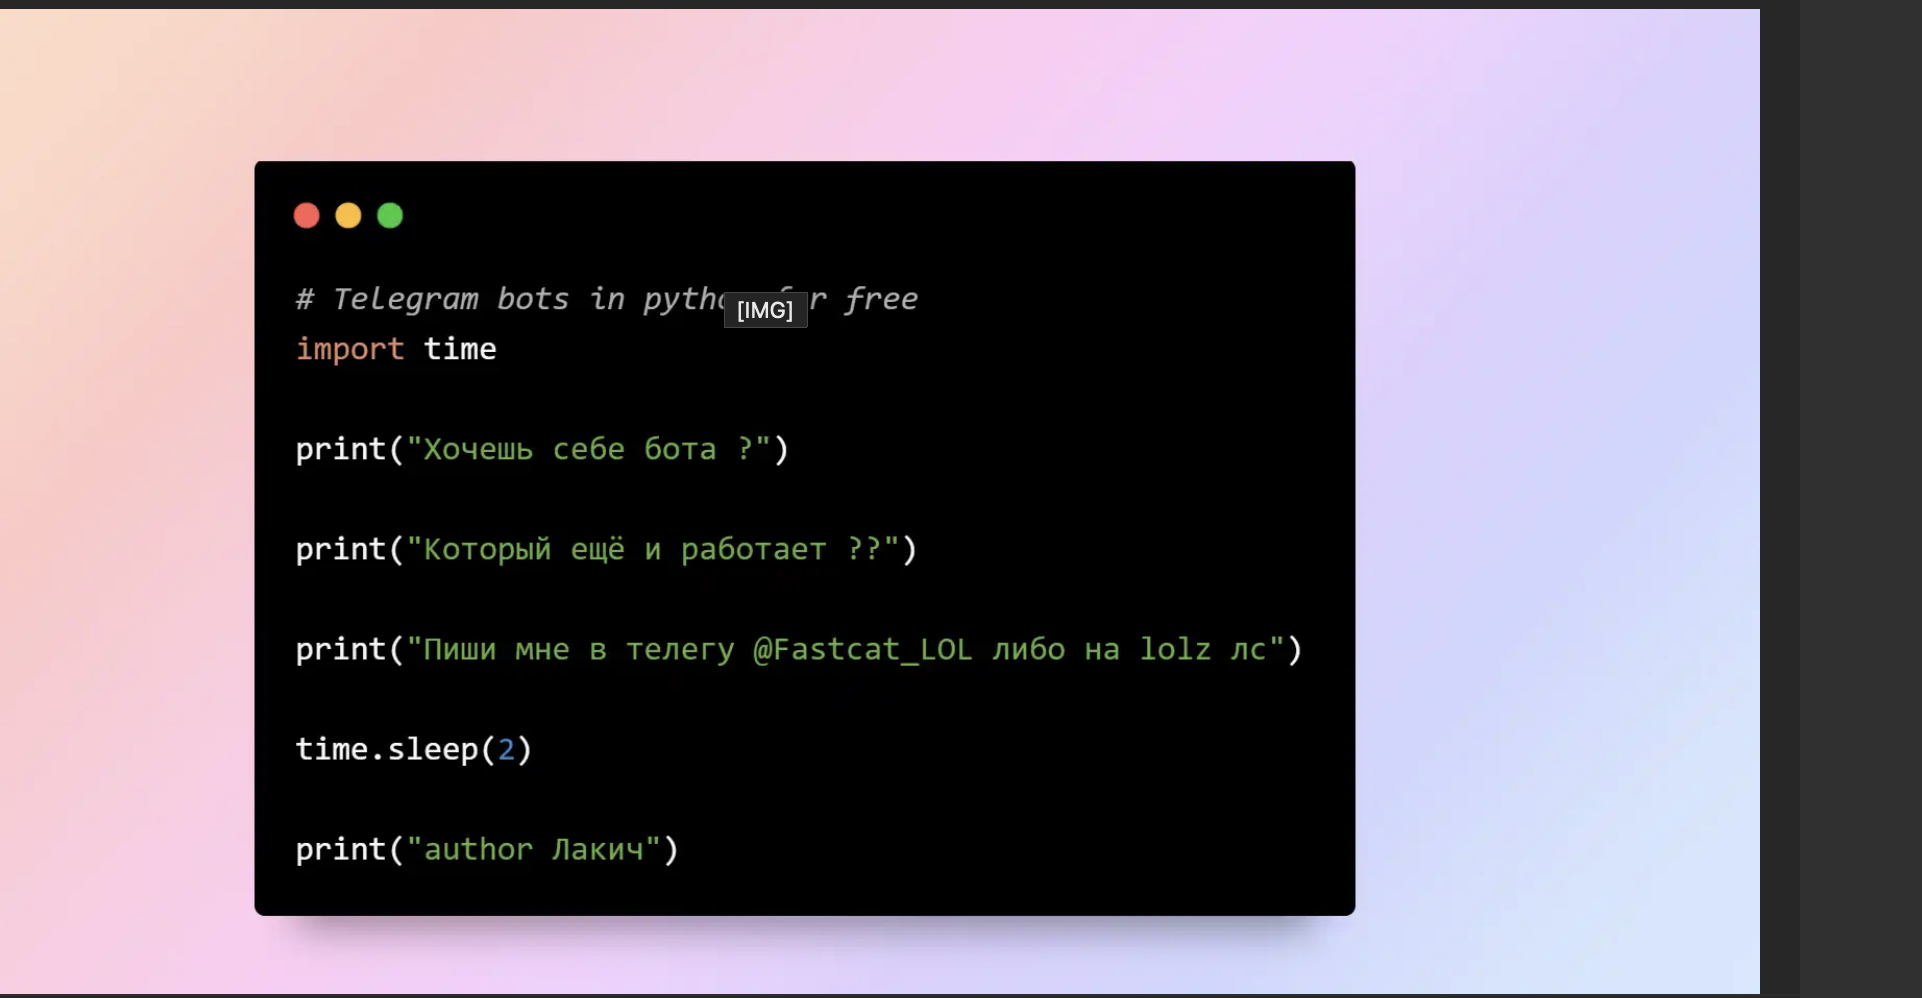 # Telegram bots in pytho r free
[IMG]
import time
print("Хочешь себе бота ?")
print("Который ещё и работает ??")
print("Пиши мне в телегу @Fastcat_LOL либо на lolz лс")
time.sleep(2)
print("author Лакич")